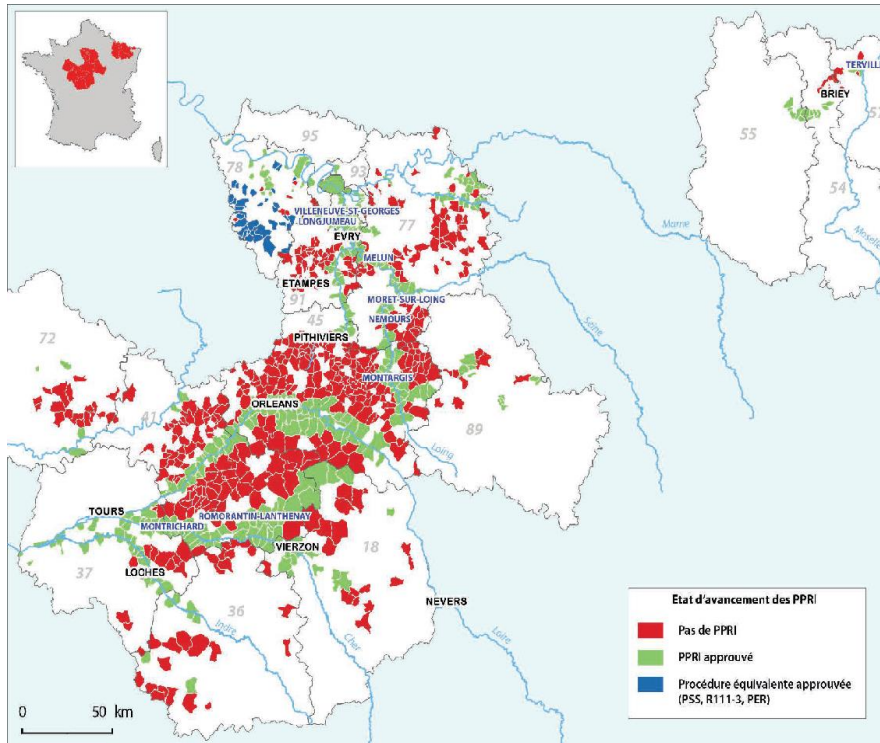 TERVILLE
BRIEY
55
57
54
Moselle
95
78
93
77
VILLENEUVE-ST-GEORGES
LONGJUMEAU
EVRY
Marne
MELUN
ETAMPES
91
MORET-SUR-LOING
45
NEMOURS
Seine
PITHIVIERS
72
MONTARGIS
ORLEANS
41
89
Loing
TOURS
ROMORANTIN-LANTHENAY
MONTRICHARD
VIERZON
18
37
LOCHES
36
NEVERS
Indre
Cher
Loire
Etat d'avancement des PPRI
Pas de PPRI
PPRI approuvé
Procédure équivalente approuvée
(PSS, R111-3, PER)
0 50 km